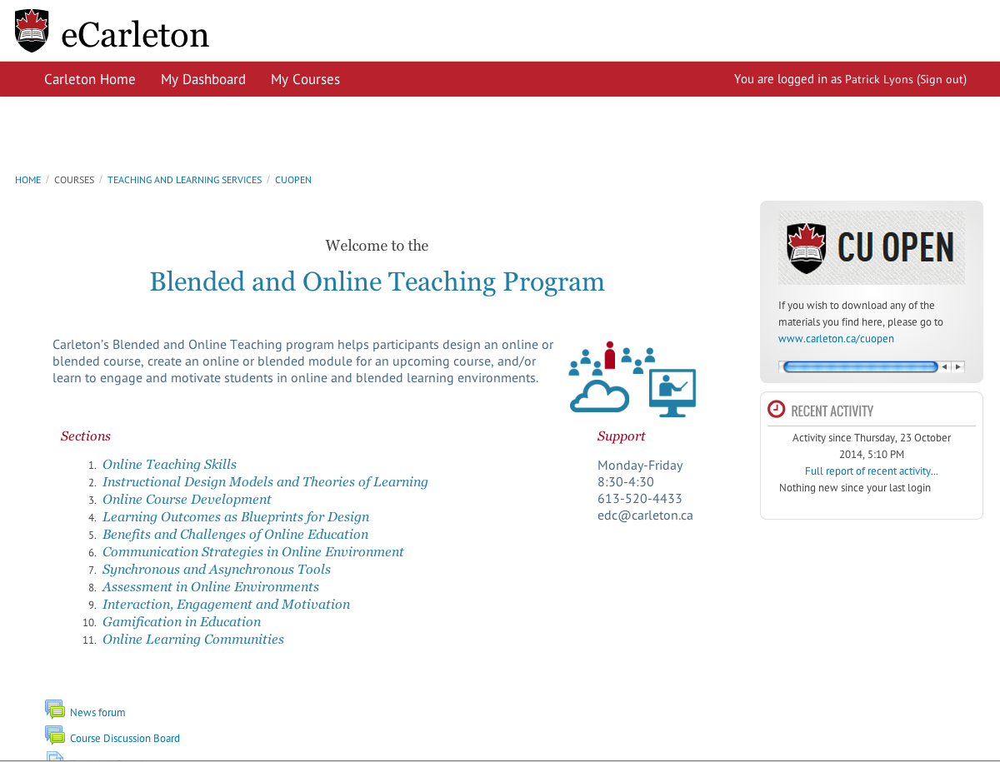 eCarleton
Carleton Home My Dashboard My Courses You are logged in as Patrick Lyons (Sign out)
HOME / COURSES / TEACHING AND LEARNING SERVICES / CUOPEN
Welcome to the
Blended and Online Teaching Program
Carleton's Blended and Online Teaching program helps participants design an online or
blended course, create an online or blended module for an upcoming course, and/or
learn to engage and motivate students in online and blended learning environments.
Sections
1. Online Teaching Skills
2. Instructional Design Models and Theories of Learning
3. Online Course Development
4. Learning Outcomes as Blueprints for Design
5. Benefits and Challenges of Online Education
6. Communication Strategies in Online Environment
7. Synchronous and Asynchronous Tools
8. Assessment in Online Environments
9. Interaction, Engagement and Motivation
10. Gamification in Education
11. Online Learning Communities
Support
Monday-Friday
8:30-4:30
613-520-4433
edc@carleton.ca
News forum
Course Discussion Board
CU OPEN
If you wish to download any of the
materials you find here, please go to
www.carleton.ca/cuopen
RECENT ACTIVITY
Activity since Thursday, 23 October
2014, 5:10 PM
Full report of recent activity...
Nothing new since your last login